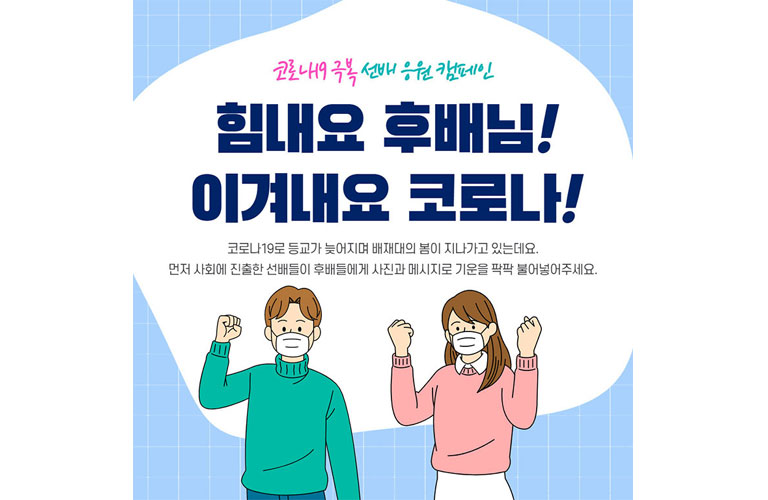 코로나19 극복 선배 응원 캠페인
힘내요 후배님!
이겨내요 코로나!
코로나19로 등교가 늦어지며 배재대의 봄이 지나가고 있는데요.
먼저 사회에 진출한 선배들이 후배들에게 사진과 메시지로 기운을 팍팍 불어넣어주세요.